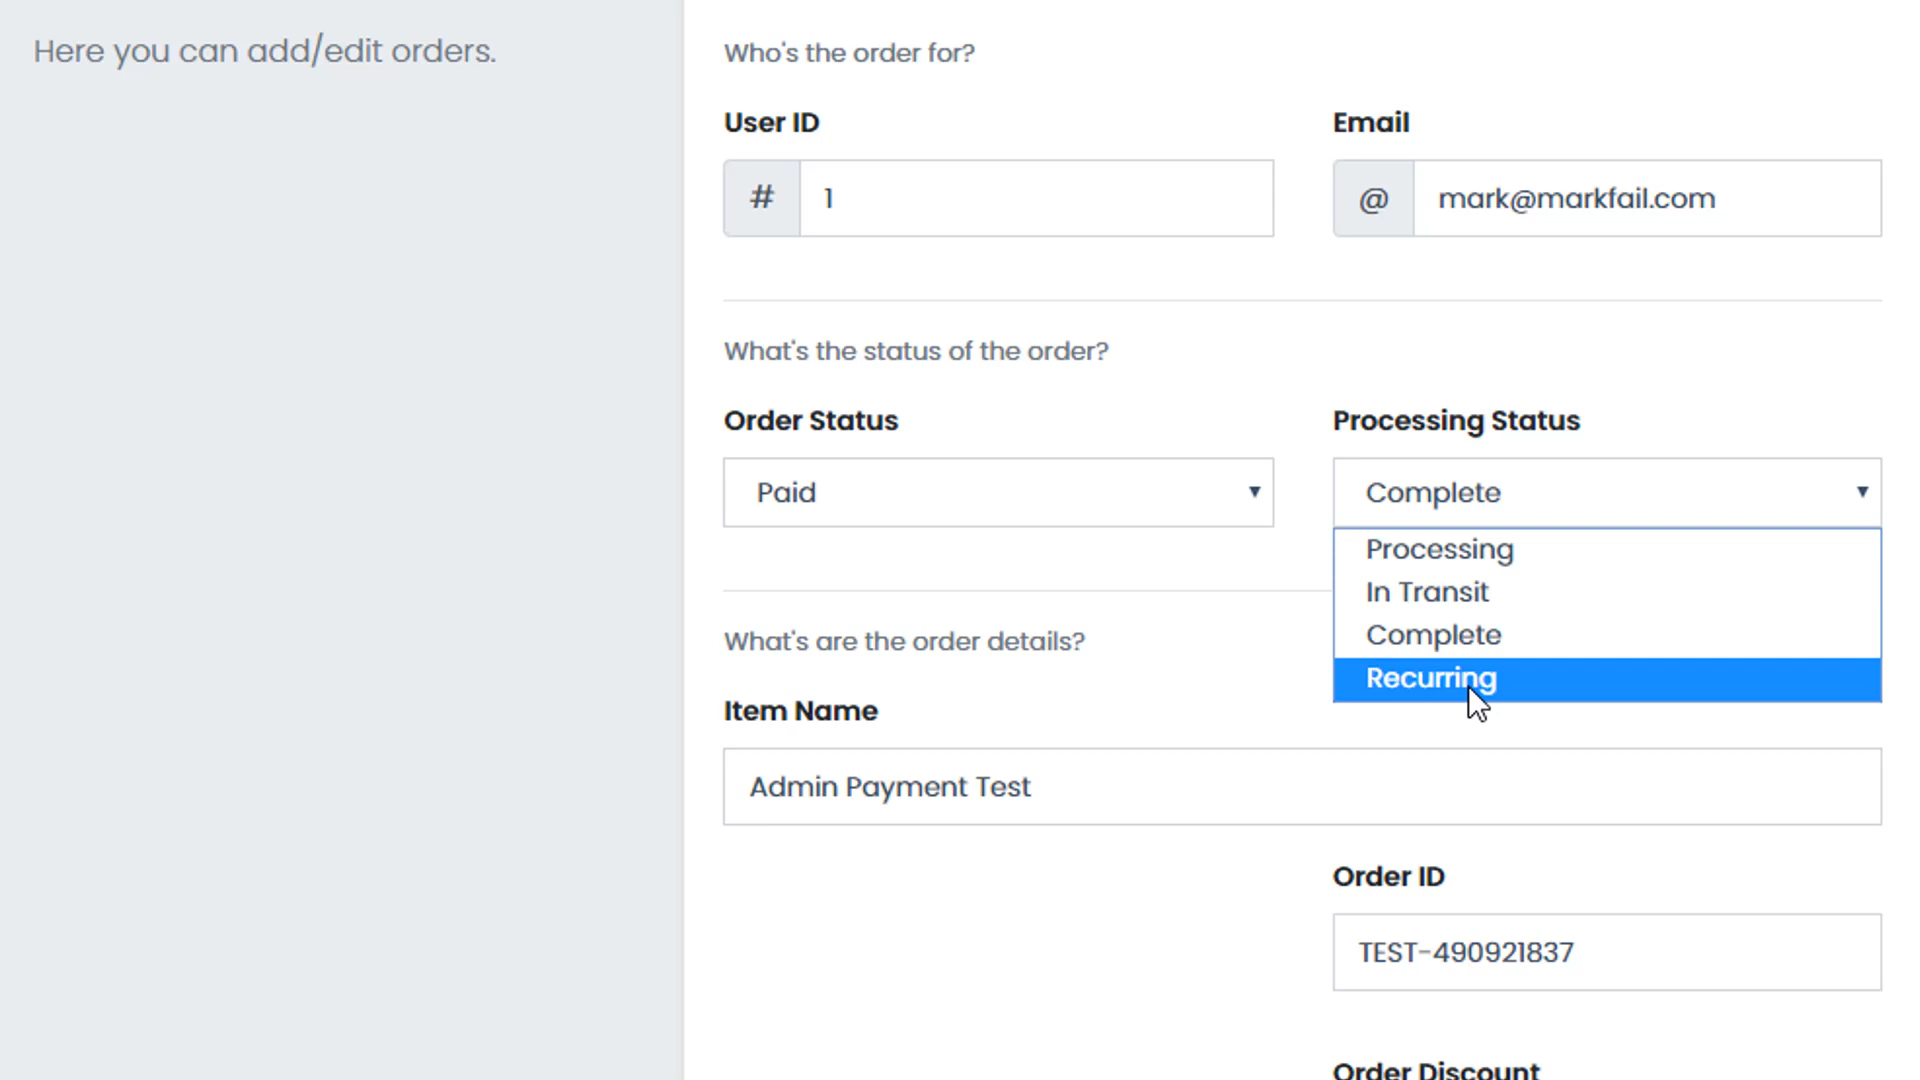 Here you can add/edit orders.
Who's the order for?
User ID
Email
# 1
@ mark@markfail.com
What's the status of the order?
Order Status
Processing Status
Paid
Complete
Processing
In Transit
Complete
Recurring
What's are the order details?
Item Name
Admin Payment Test
Order ID
TEST-490921837
Order Discount